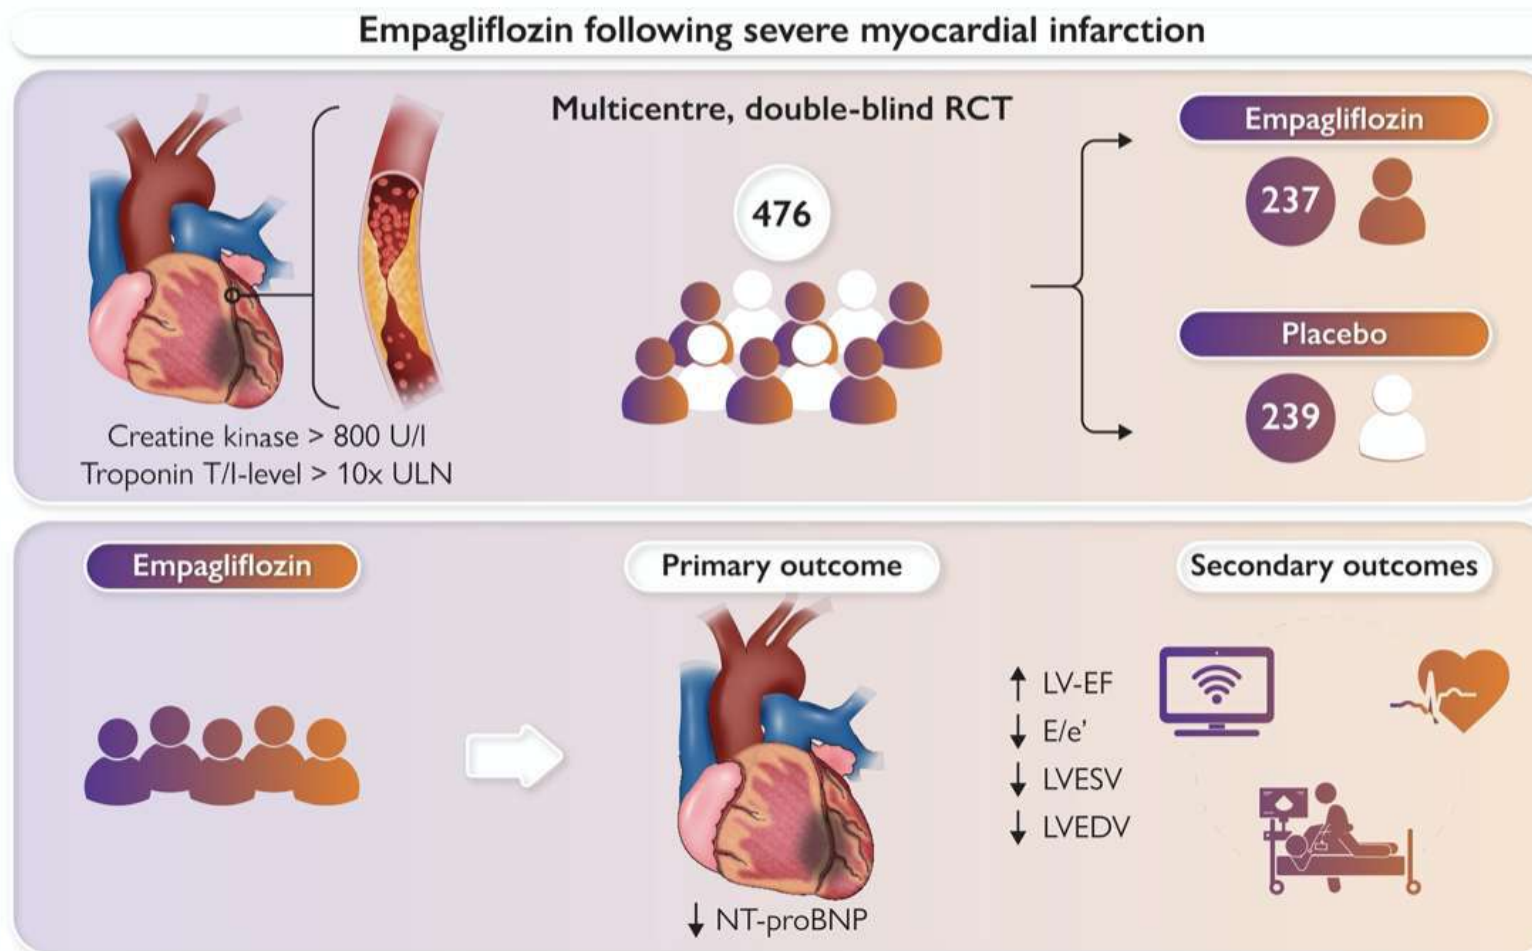 Empagliflozin following severe myocardial infarction
Multicentre, double-blind RCT
476
Creatine kinase > 800 U/l
Troponin T/I-level > 10x ULN
Empagliflozin
237
Placebo
239
Empagliflozin
Primary outcome
↓ NT-proBNP
Secondary outcomes
↑ LV-EF
↓ E/e’
↓ LVESV
↓ LVEDV